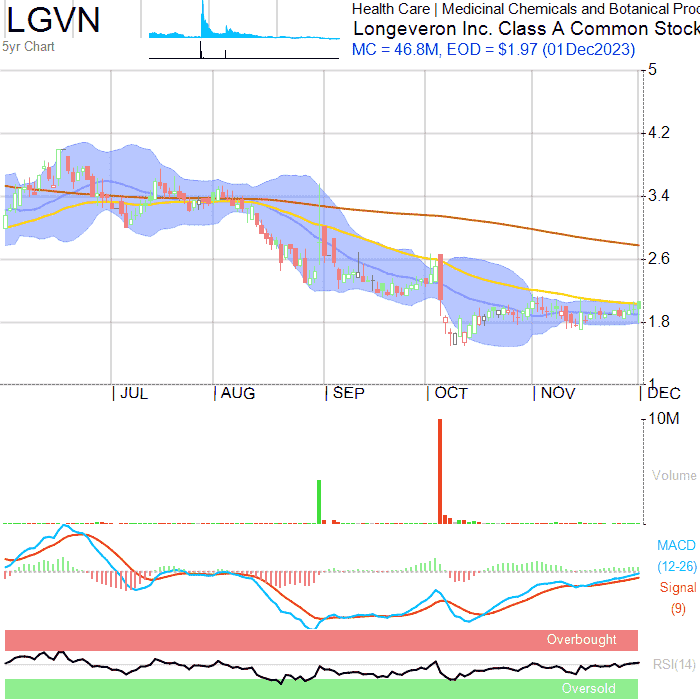 LGVN
5yr Chart
Health Care | Medicinal Chemicals and Botanical Proc
Longeveron Inc. Class A Common Stock
MC = 46.8M, EOD = $1.97 (01Dec2023)
5
4.2
3.4
2.6
1.8
1
JUL AUG SEP OCT NOV DEC
10M
Volume
MACD
(12-26)
Signal
(9)
Overbought
RSI(14)
Oversold